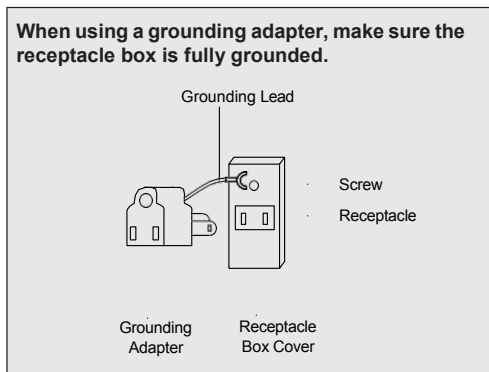 When using a grounding adapter, make sure the
receptacle box is fully grounded.
Grounding Lead
Screw
Receptacle
Grounding
Adapter
Receptacle
Box Cover